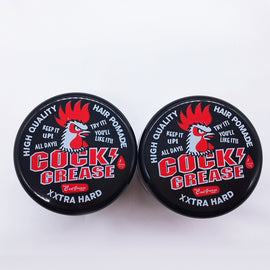 HIGH QUALITY HAIR POMADE
KEEP IT UP! ALL DAY!!
TRY IT! YOU'LL LIKE IT!!
COCK
GREASE
XXTRA HARD
HIGH QUALITY HAIR POMADE
KEEP IT UP! ALL DAY!!
TRY IT! YOU'LL LIKE IT!!
COCK
GREASE
XXTRA HARD